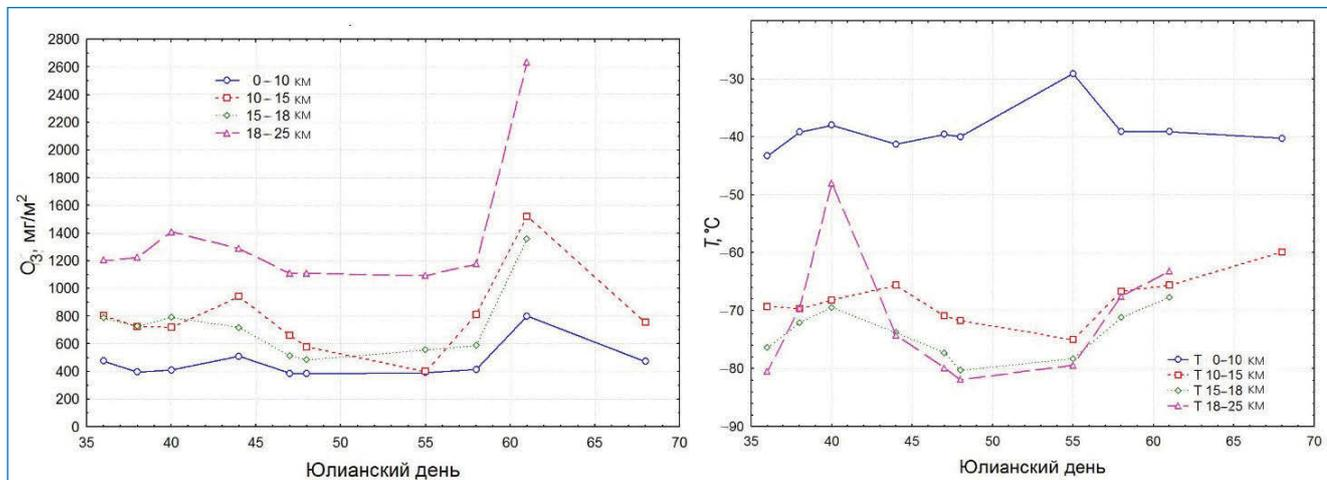 2800
2600
2400
2200
2000
1800
1600
1400
1200
1000
800
600
400
200
0
O₃, мг/м²
0–10 км
10–15 км
15–18 км
18–25 км
35 40 45 50 55 60 65 70
Юлианский день
–30
–40
–50
–60
–70
–80
–90
T, °C
T 0–10 км
T 10–15 км
T 15–18 км
T 18–25 км
35 40 45 50 55 60 65 70
Юлианский день